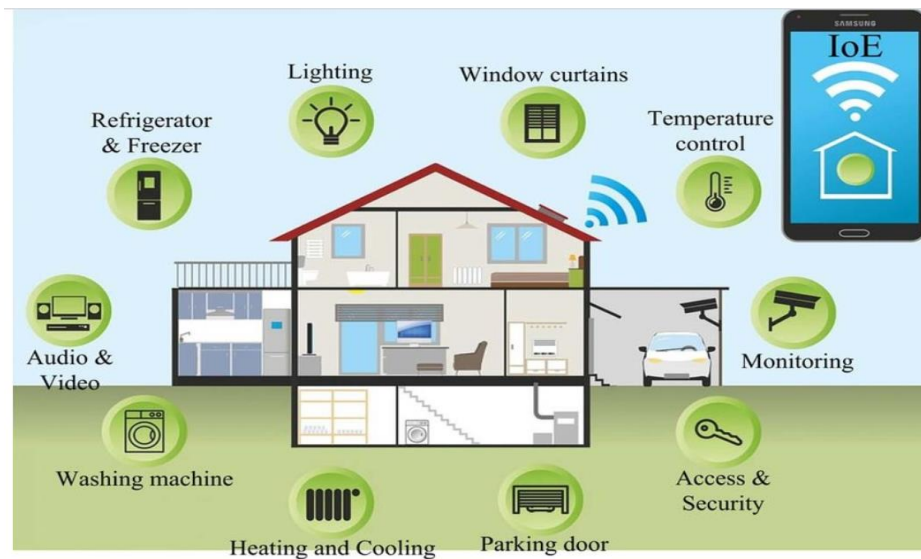 SAMSUNG
IoE
Lighting
Window curtains
Refrigerator
& Freezer
Temperature
control
Audio &
Video
Monitoring
Washing machine
Access &
Security
Heating and Cooling
Parking door